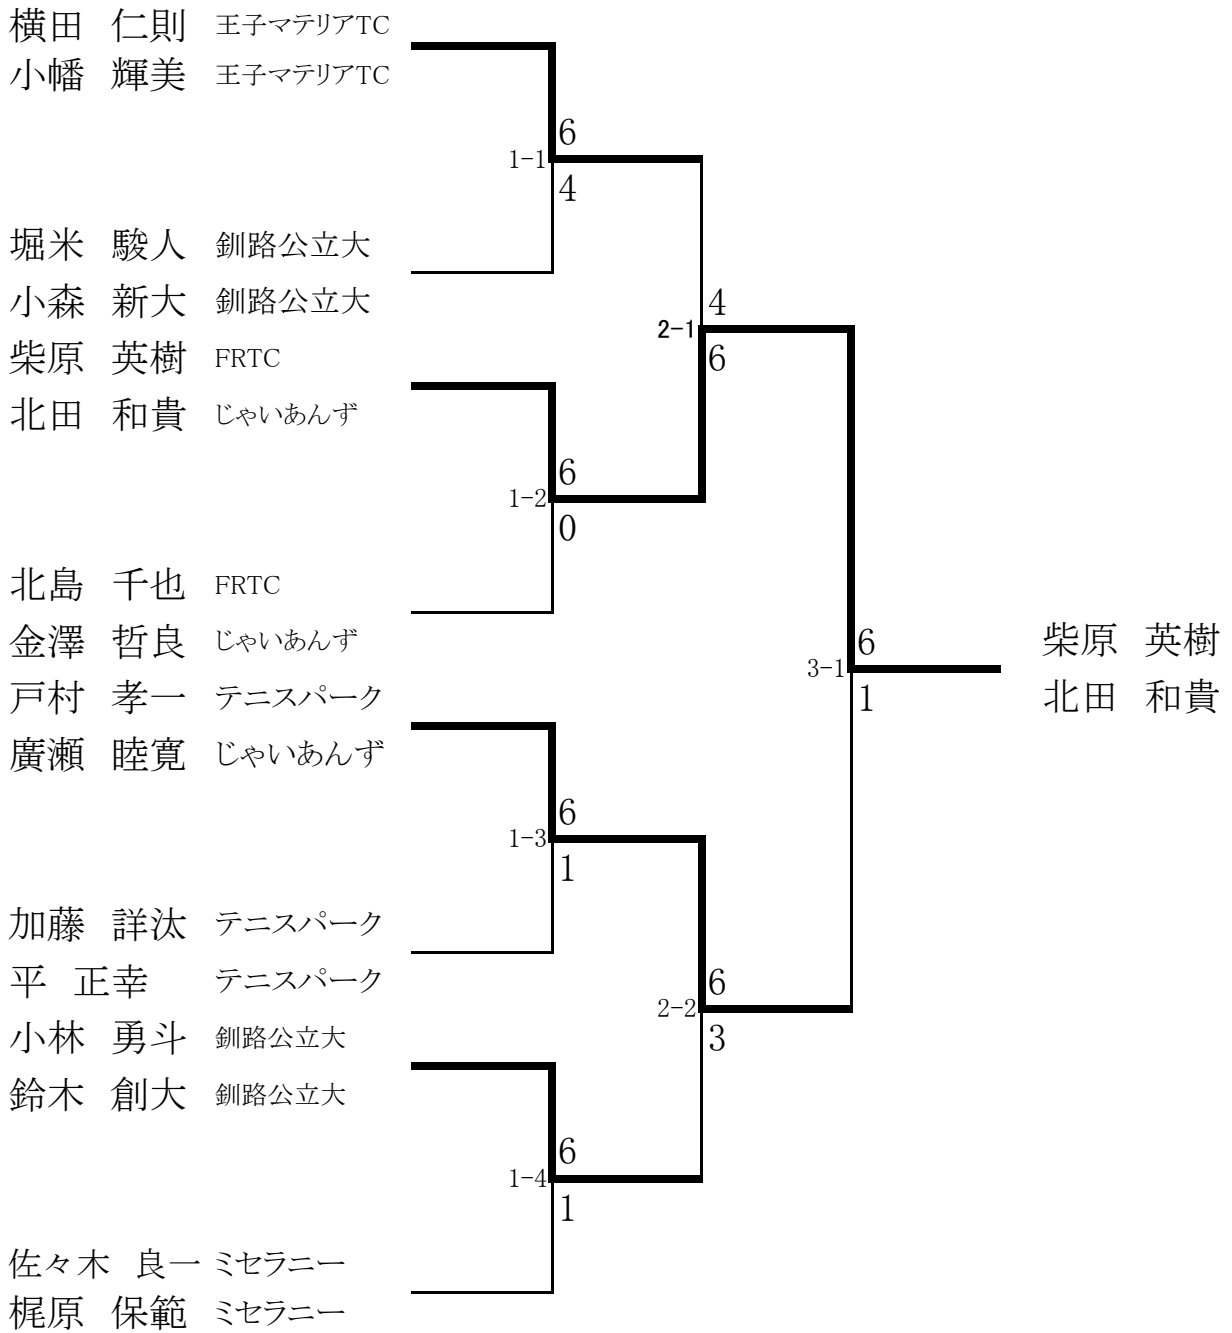 横田 仁則 王子マテリアTC
小幡 輝美 王子マテリアTC
6
1-1
4
堀米 駿人 釧路公立大
小森 新大 釧路公立大
4
2-1
6
柴原 英樹 FRTC
北田 和貴 じゃいあんず
6
1-2
0
北島 千也 FRTC
金澤 哲良 じゃいあんず
6
3-1
1
柴原 英樹
北田 和貴
戸村 孝一 テニスパーク
廣瀬 睦寛 じゃいあんず
6
1-3
1
加藤 詳汰 テニスパーク
平 正幸 テニスパーク
6
2-2
3
小林 勇斗 釧路公立大
鈴木 創大 釧路公立大
6
1-4
1
佐々木 良一 ミセラニー
梶原 保範 ミセラニー